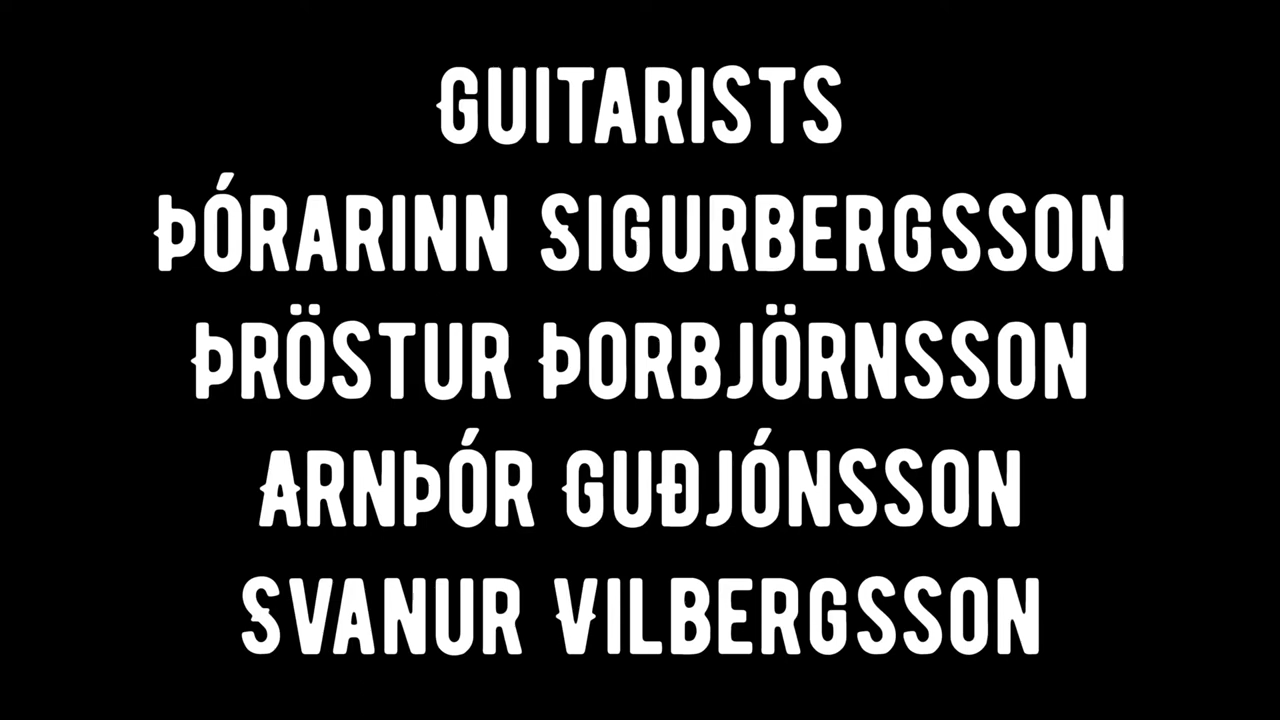 Guitarists
Þórarinn Sigurbergsson
Þröstur Þorbjörnsson
Arnþór Guðjónsson
Svanur Vilbergsson